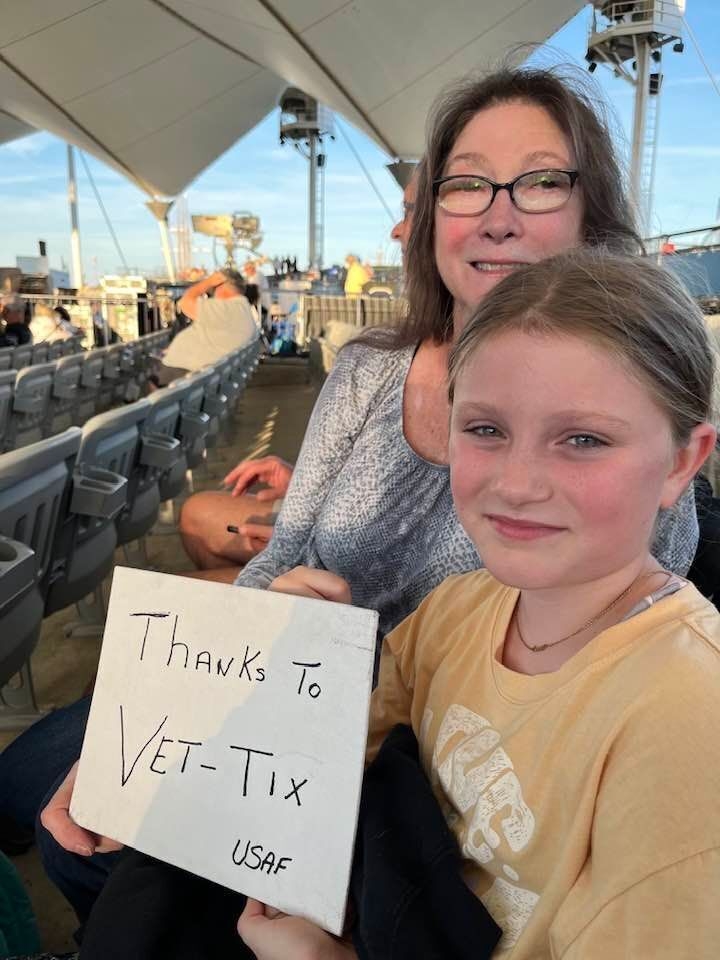 Thanks To
Vet-Tix
USAF